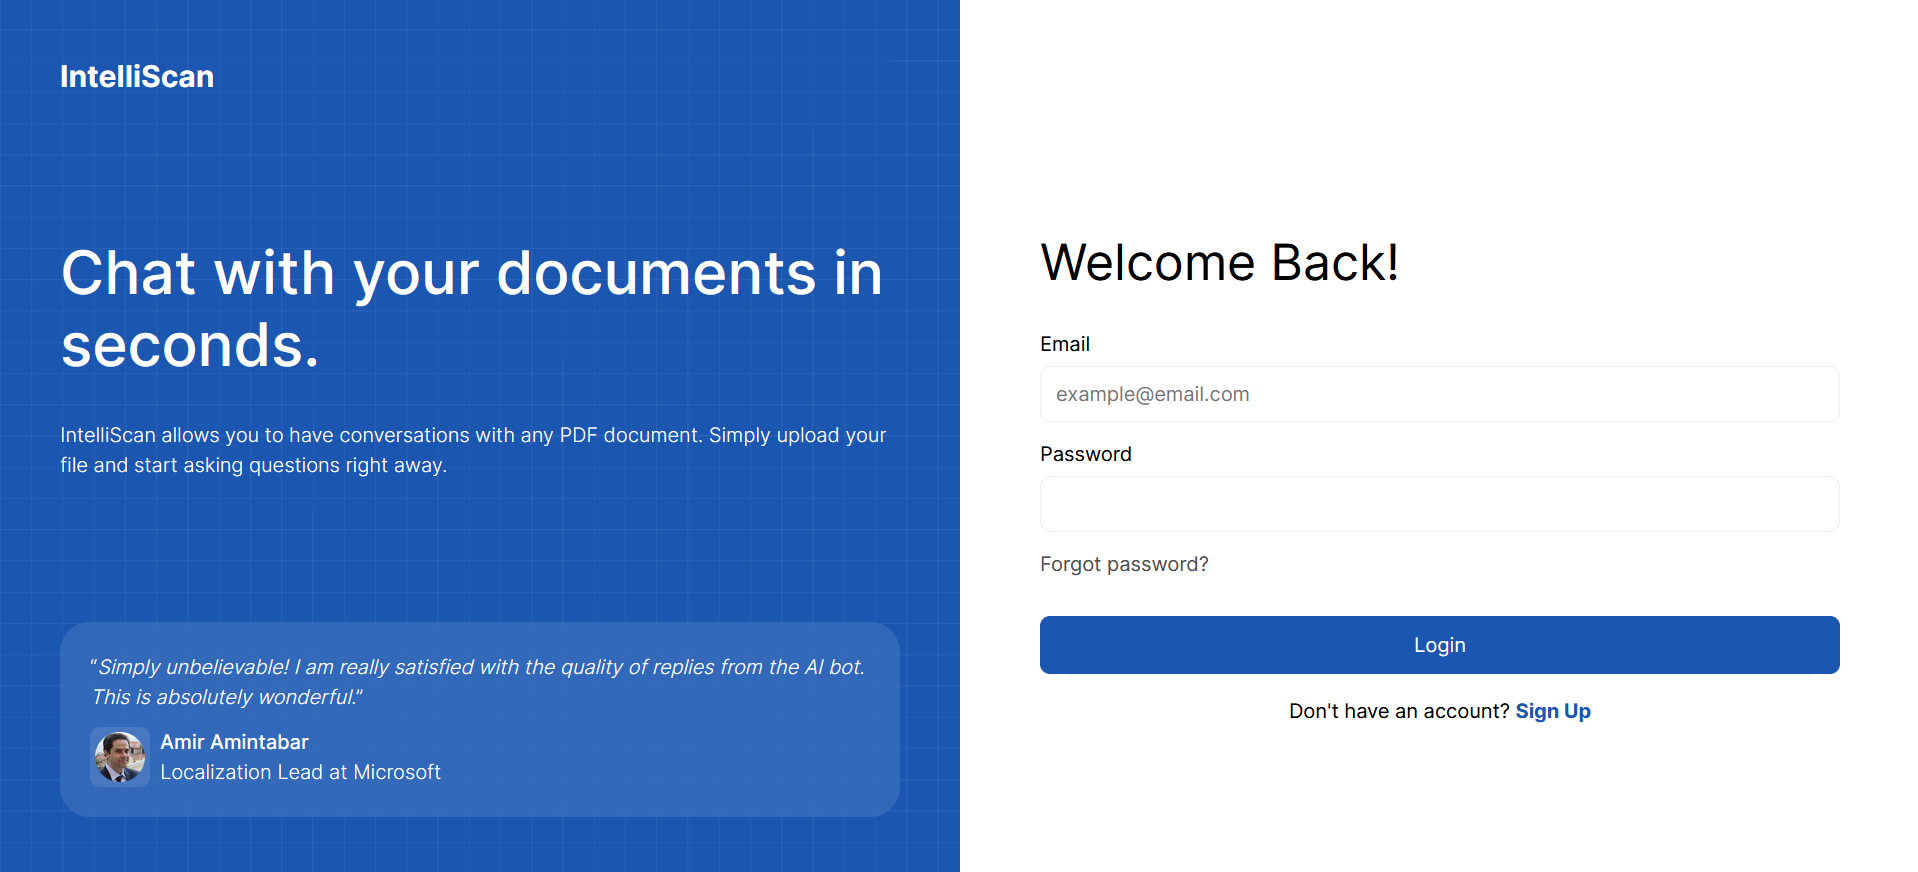 IntelliScan
Chat with your documents in
seconds.
IntelliScan allows you to have conversations with any PDF document. Simply upload your
file and start asking questions right away.
“Simply unbelievable! I am really satisfied with the quality of replies from the AI bot.
This is absolutely wonderful.”
Amir Amintabar
Localization Lead at Microsoft
Welcome Back!
Email
example@email.com
Password
Forgot password?
Login
Don't have an account? Sign Up